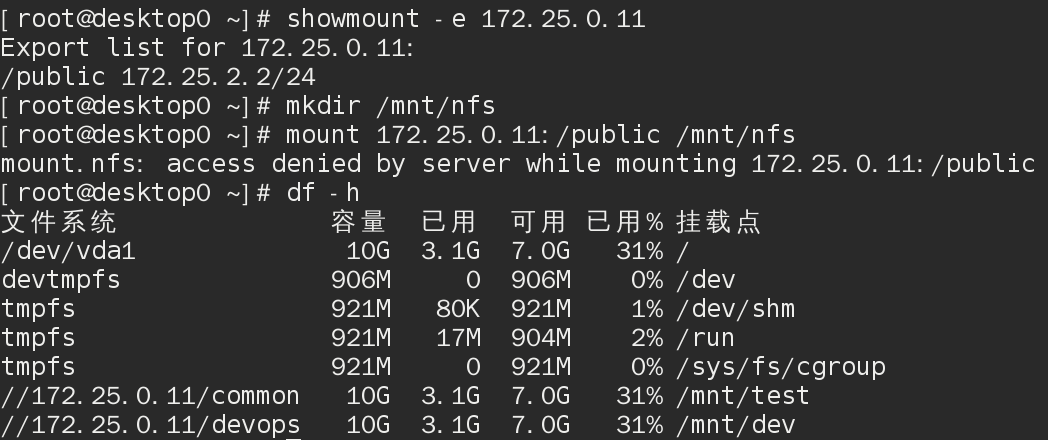 [root@desktop0 ~]# showmount -e 172.25.0.11
Export list for 172.25.0.11:
/public 172.25.2.2/24
[root@desktop0 ~]# mkdir /mnt/nfs
[root@desktop0 ~]# mount 172.25.0.11:/public /mnt/nfs
mount.nfs: access denied by server while mounting 172.25.0.11:/public
[root@desktop0 ~]# df -h
文件系统 容量 已用 可用 已用% 挂载点
/dev/vda1 10G 3.1G 7.0G 31% /
devtmpfs 906M 0 906M 0% /dev
tmpfs 921M 80K 921M 1% /dev/shm
tmpfs 921M 17M 904M 2% /run
tmpfs 921M 0 921M 0% /sys/fs/cgroup
//172.25.0.11/common 10G 3.1G 7.0G 31% /mnt/test
//172.25.0.11/devops 10G 3.1G 7.0G 31% /mnt/dev